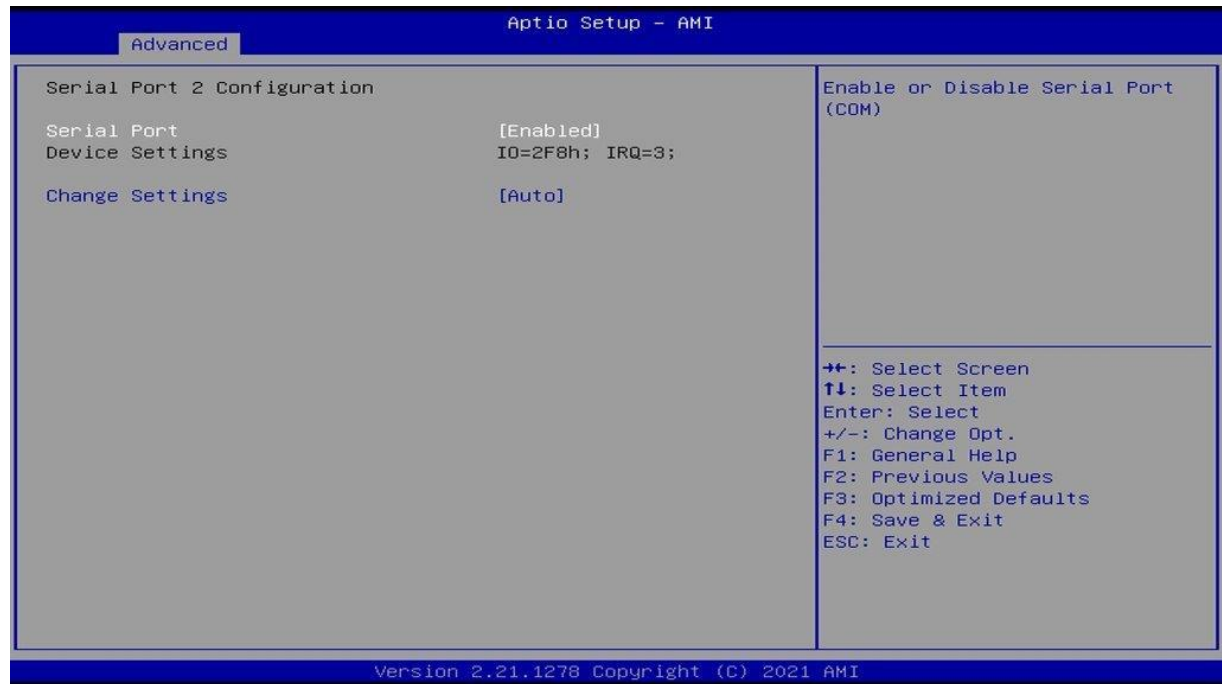 Aptio Setup – AMI
Advanced
Serial Port 2 Configuration
Serial Port [Enabled]
Device Settings IO=2F8h; IRQ=3;
Change Settings [Auto]
Enable or Disable Serial Port
(COM)
→←: Select Screen
↑↓: Select Item
Enter: Select
+/-: Change Opt.
F1: General Help
F2: Previous Values
F3: Optimized Defaults
F4: Save & Exit
ESC: Exit
Version 2.21.1278 Copyright (C) 2021 AMI